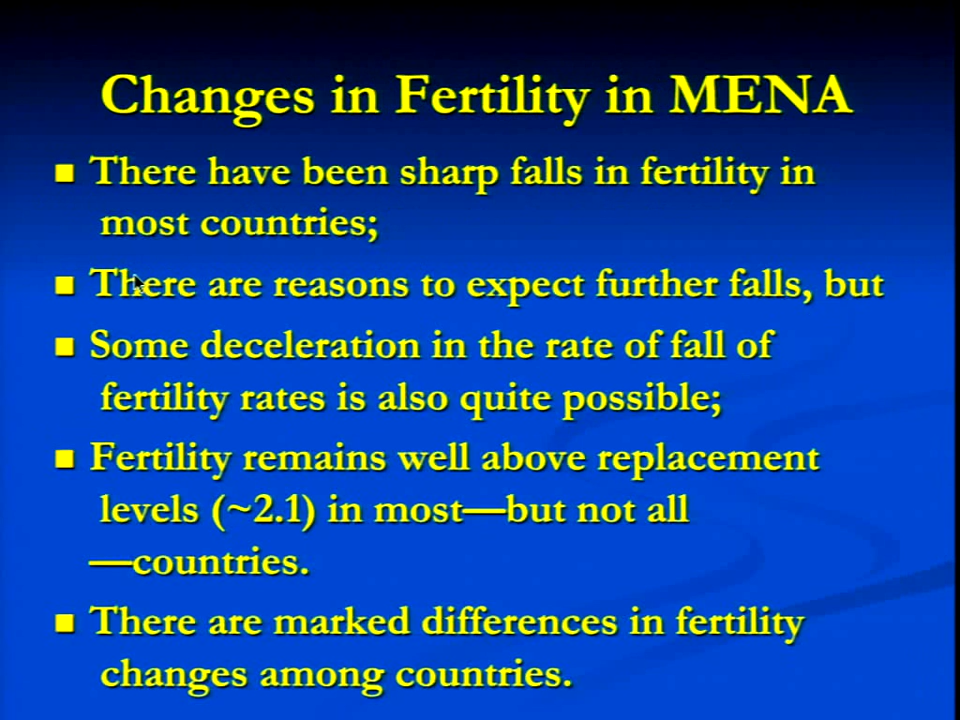 Changes in Fertility in MENA
There have been sharp falls in fertility in
most countries;
There are reasons to expect further falls, but
Some deceleration in the rate of fall of
fertility rates is also quite possible;
Fertility remains well above replacement
levels (~2.1) in most—but not all
—countries.
There are marked differences in fertility
changes among countries.